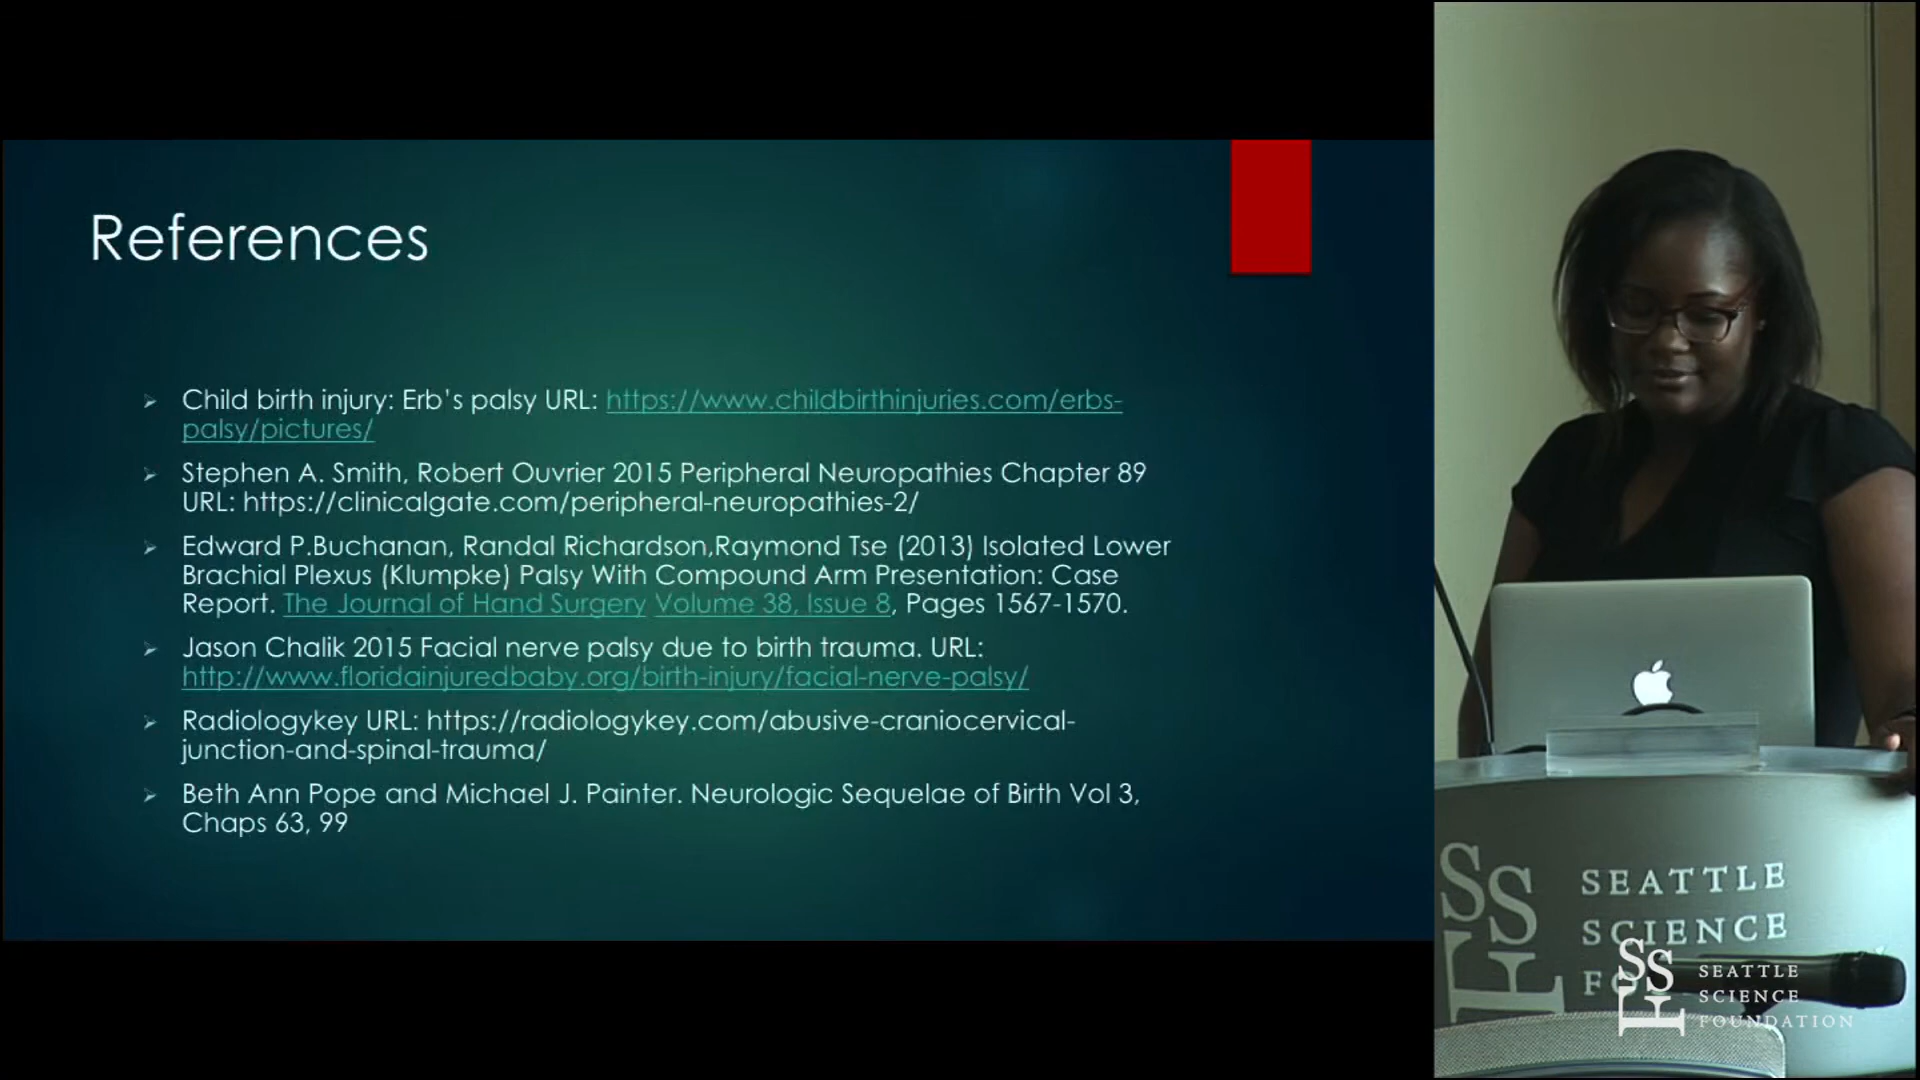 References
Child birth injury: Erb's palsy URL: https://www.childbirthinjuries.com/erbs-
palsy/pictures/
Stephen A. Smith, Robert Ouvrier 2015 Peripheral Neuropathies Chapter 89
URL: https://clinicalgate.com/peripheral-neuropathies-2/
Edward P.Buchanan, Randal Richardson,Raymond Tse (2013) Isolated Lower
Brachial Plexus (Klumpke) Palsy With Compound Arm Presentation: Case
Report. The Journal of Hand Surgery Volume 38, Issue 8, Pages 1567-1570.
Jason Chalik 2015 Facial nerve palsy due to birth trauma. URL:
http://www.floridainjuredbaby.org/birth-injury/facial-nerve-palsy/
Radiologykey URL: https://radiologykey.com/abusive-craniocervical-
junction-and-spinal-trauma/
Beth Ann Pope and Michael J. Painter. Neurologic Sequelae of Birth Vol 3,
Chaps 63, 99
SSF
SEATTLE
SCIENCE
SSF
SEATTLE
SCIENCE
FOUNDATION